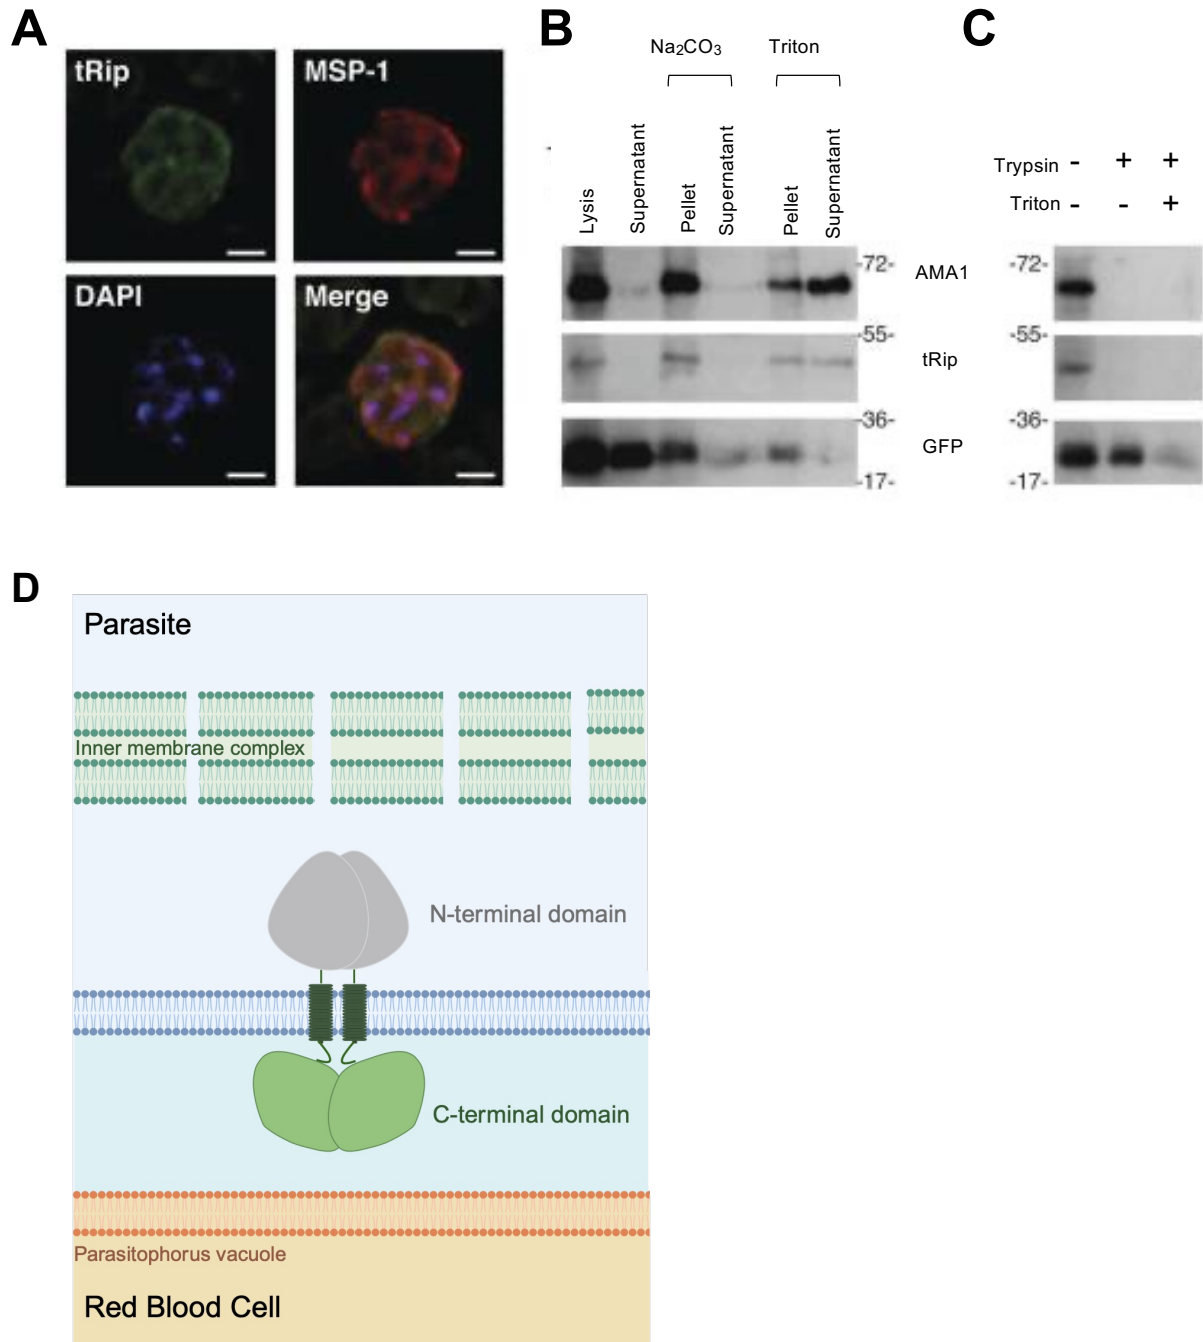 A
tRip
MSP-1
DAPI
Merge
B
Na₂CO₃
Triton
Lysis
Supernatant
Pellet
Supernatant
Pellet
Supernatant
-72-
AMA1
-55-
tRip
-36-
GFP
-17-
C
Trypsin - + +
Triton - - +
-72-
-55-
-36-
-17-
D
Parasite
Inner membrane complex
N-terminal domain
C-terminal domain
Parasitophorus vacuole
Red Blood Cell